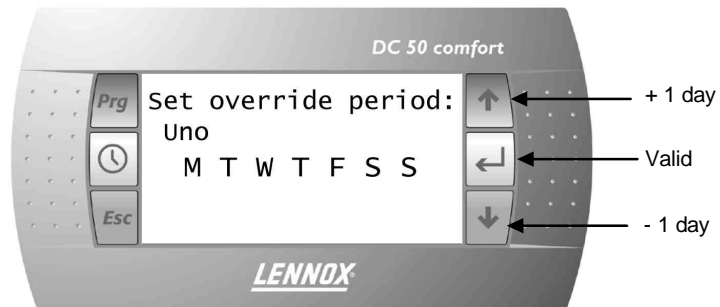 DC 50 comfort
Prg
Set override period:
Uno
M T W T F S S
Esc
+ 1 day
Valid
- 1 day
LENNOX